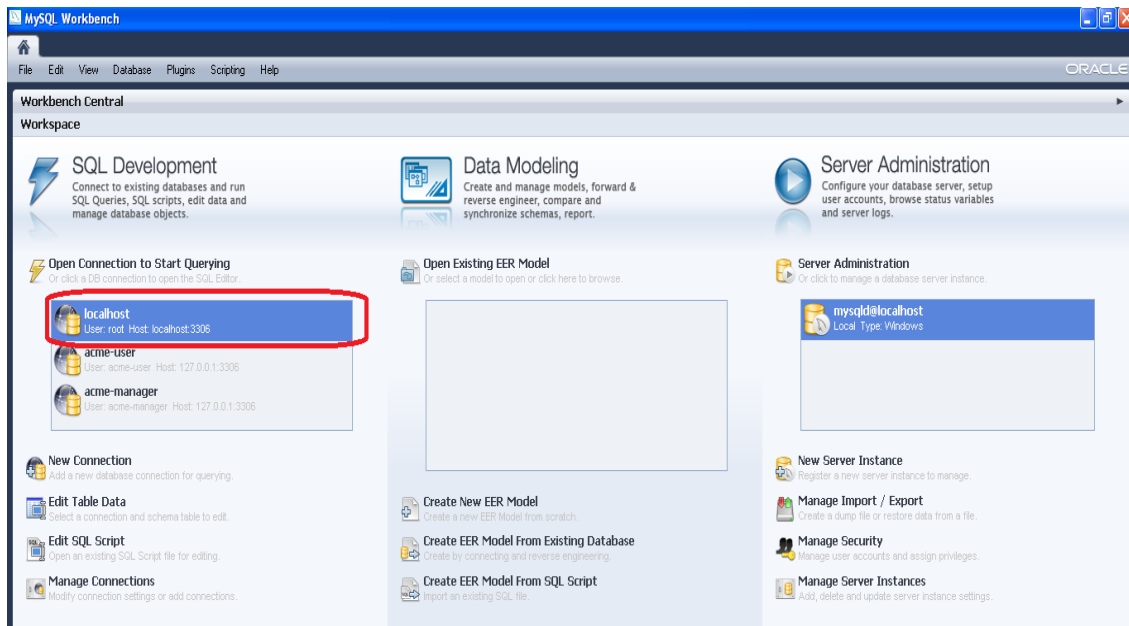 MySQL Workbench
File Edit View Database Plugins Scripting Help
ORACLE
Workbench Central
Workspace
SQL Development
Connect to existing databases and run
SQL Queries, SQL scripts, edit data and
manage database objects.
Open Connection to Start Querying
Or click a DB connection to open the SQL Editor.
localhost
User: root Host: localhost:3306
acme-user
User: acme-user Host: 127.0.0.1:3306
acme-manager
User: acme-manager Host: 127.0.0.1:3306
New Connection
Add a new database connection for querying.
Edit Table Data
Select a connection and schema table to edit.
Edit SQL Script
Open an existing SQL Script file for editing.
Manage Connections
Modify connection settings or add connections.
Data Modeling
Create and manage models, forward &
reverse engineer, compare and
synchronize schemas, report.
Open Existing EER Model
Or select a model to open or click here to browse.
Create New EER Model
Create a new EER Model from scratch.
Create EER Model From Existing Database
Create by connecting and reverse engineering.
Create EER Model From SQL Script
Import an existing SQL file.
Server Administration
Configure your database server, setup
user accounts, browse status variables
and server logs.
Server Administration
Or click to manage a database server instance.
mysqld@localhost
Local Type: Windows
New Server Instance
Register a new server instance to manage.
Manage Import / Export
Create a dump file or restore data from a file.
Manage Security
Manage user accounts and assign privileges.
Manage Server Instances
Add, delete and update server instance settings.